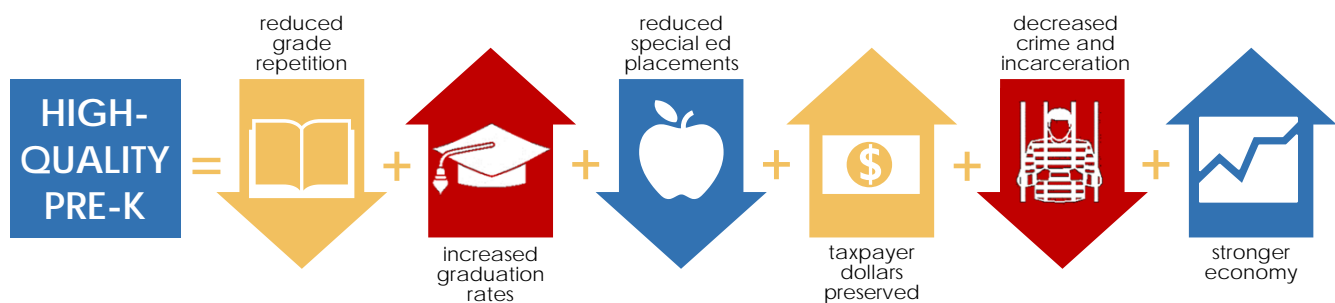 HIGH-
QUALITY
PRE-K
=
reduced
grade
repetition
+
increased
graduation
rates
+
reduced
special ed
placements
+
$
taxpayer
dollars
preserved
+
decreased
crime and
incarceration
+
stronger
economy